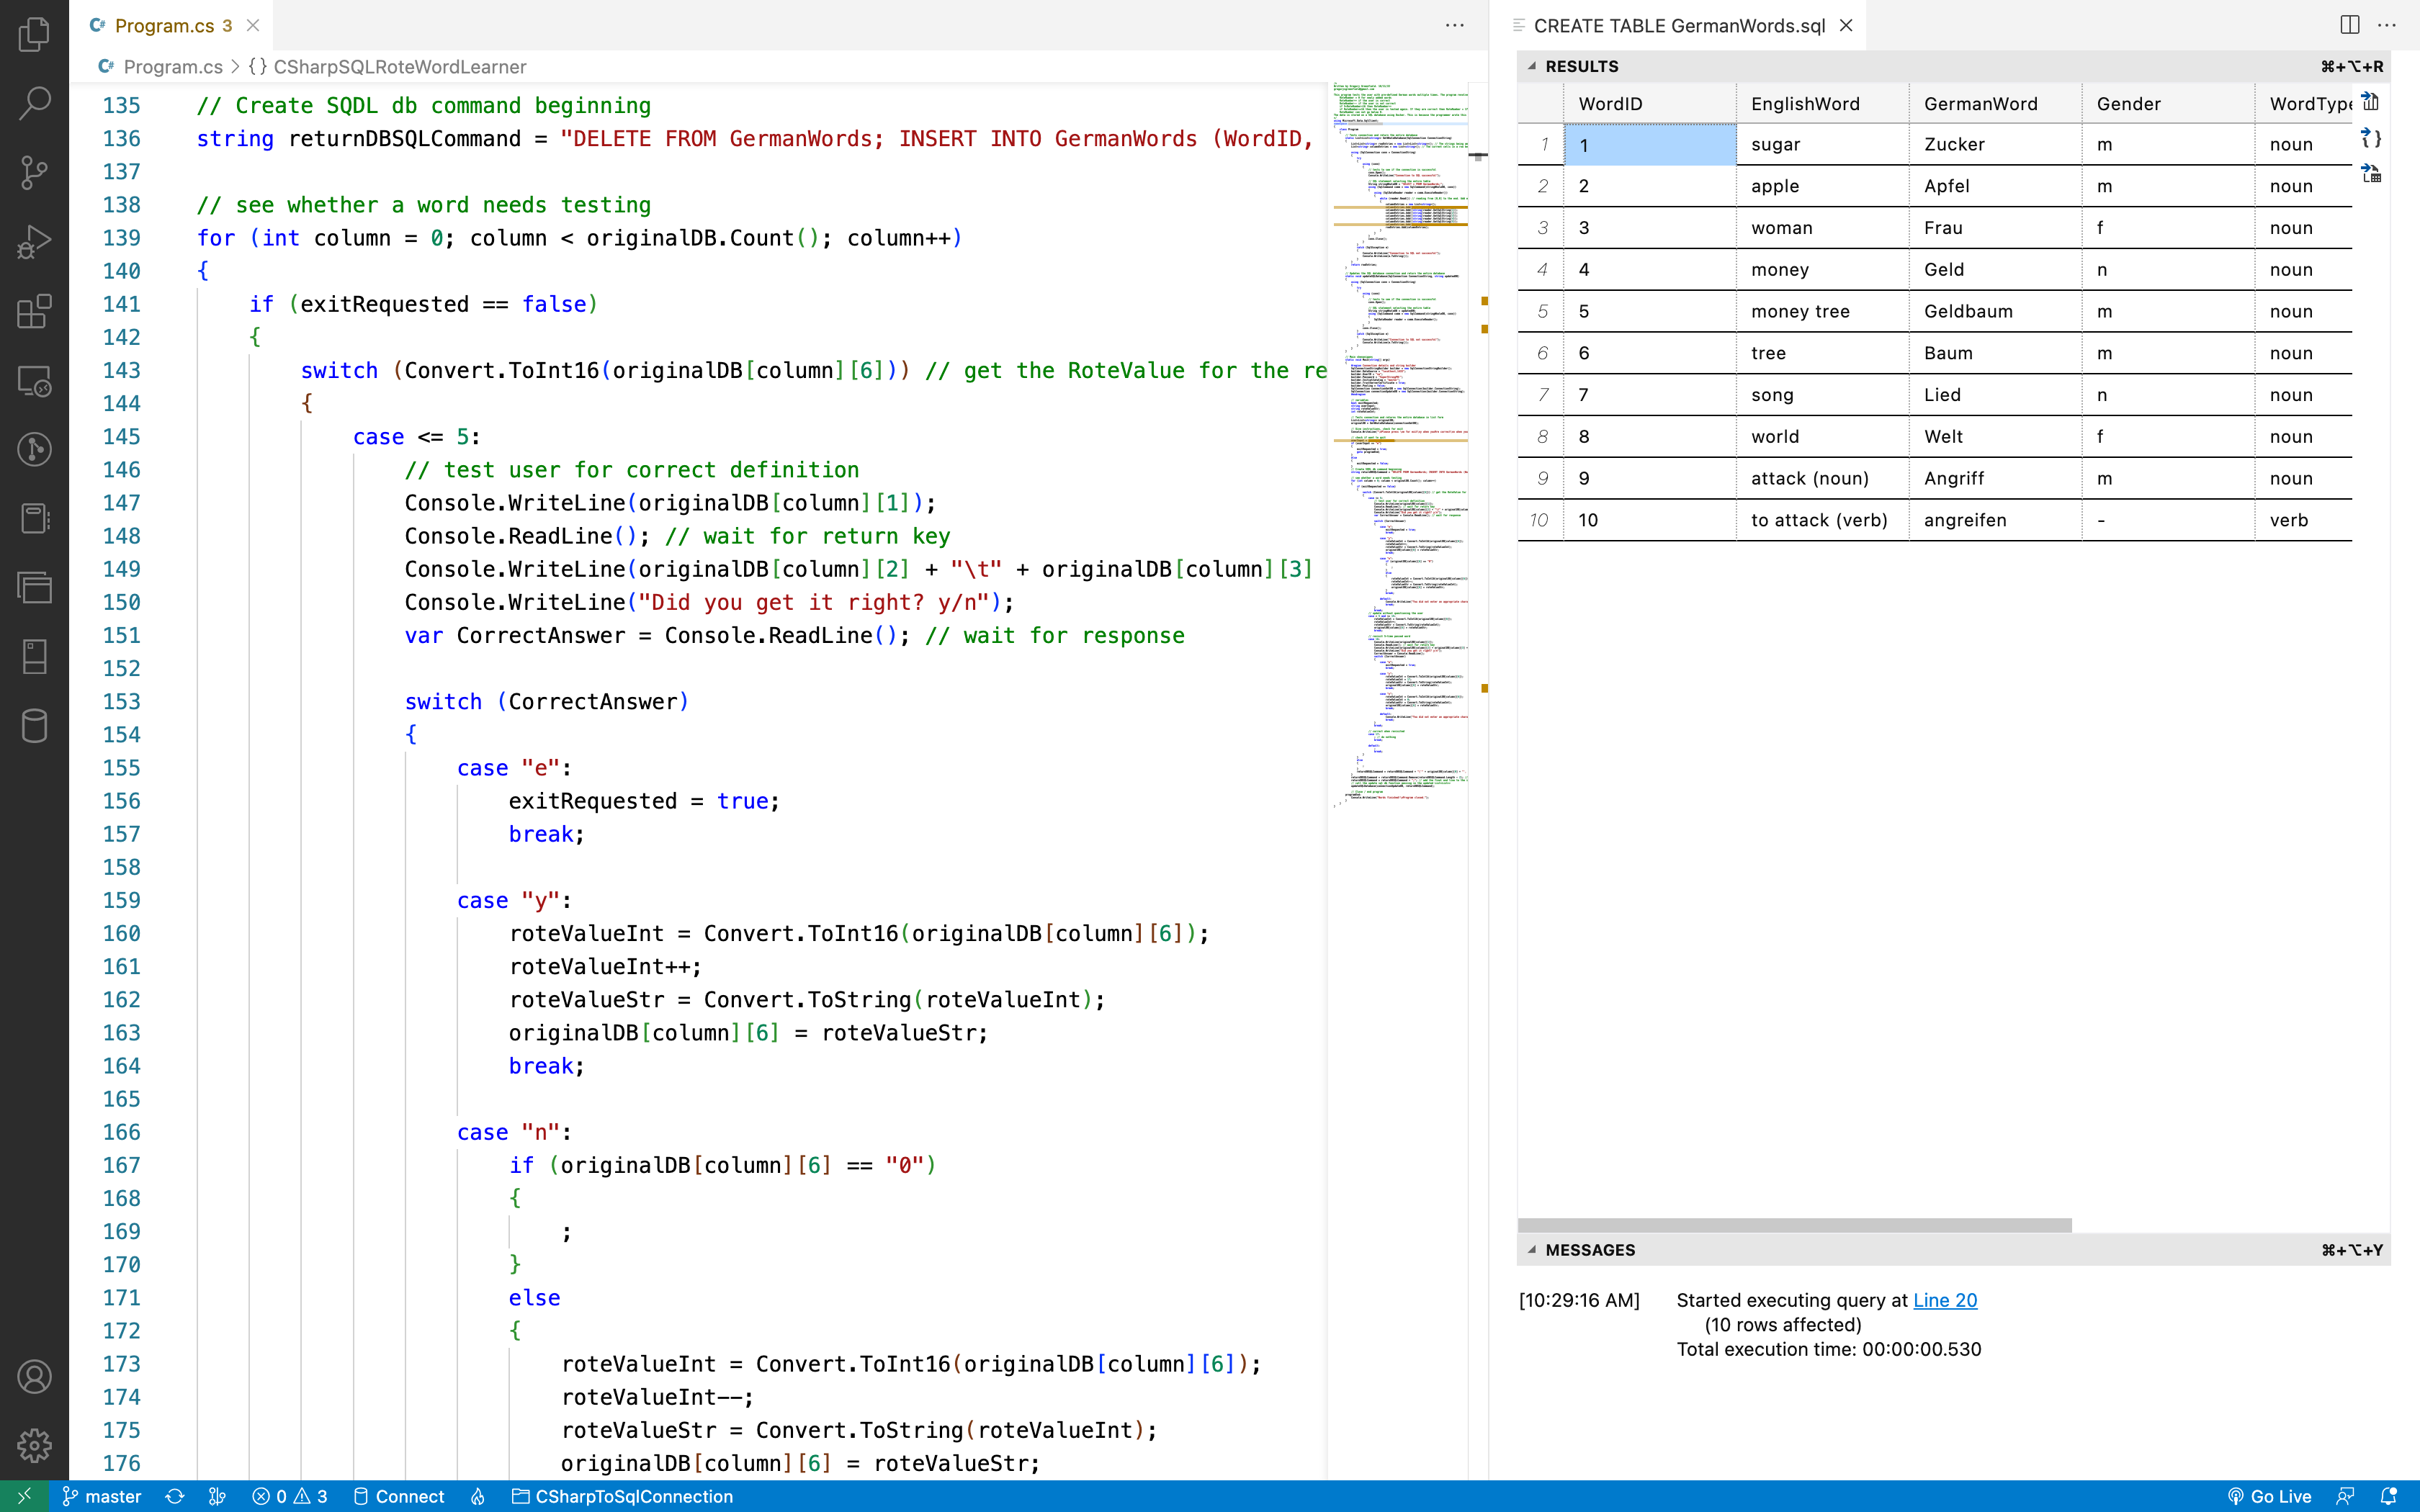 Program.cs 3
Program.cs > {} CSharpSQLRoteWordLearner
135 // Create SQDL db command beginning
136 string returnDBSQLCommand = "DELETE FROM GermanWords; INSERT INTO GermanWords (WordID,
137
138 // see whether a word needs testing
139 for (int column = 0; column < originalDB.Count(); column++)
140 {
141 if (exitRequested == false)
142 {
143 switch (Convert.ToInt16(originalDB[column][6])) // get the RoteValue for the re
144 {
145 case <= 5:
146 // test user for correct definition
147 Console.WriteLine(originalDB[column][1]);
148 Console.ReadLine(); // wait for return key
149 Console.WriteLine(originalDB[column][2] + "\t" + originalDB[column][3]
150 Console.WriteLine("Did you get it right? y/n");
151 var CorrectAnswer = Console.ReadLine(); // wait for response
152
153 switch (CorrectAnswer)
154 {
155 case "e":
156 exitRequested = true;
157 break;
158
159 case "y":
160 roteValueInt = Convert.ToInt16(originalDB[column][6]);
161 roteValueInt++;
162 roteValueStr = Convert.ToString(roteValueInt);
163 originalDB[column][6] = roteValueStr;
164 break;
165
166 case "n":
167 if (originalDB[column][6] == "0")
168 {
169 ;
170 }
171 else
172 {
173 roteValueInt = Convert.ToInt16(originalDB[column][6]);
174 roteValueInt--;
175 roteValueStr = Convert.ToString(roteValueInt);
176 originalDB[column][6] = roteValueStr;
CREATE TABLE GermanWords.sql
RESULTS ⌘+⌥+R
WordID EnglishWord GermanWord Gender WordType
1 1 sugar Zucker m noun
2 2 apple Apfel m noun
3 3 woman Frau f noun
4 4 money Geld n noun
5 5 money tree Geldbaum m noun
6 6 tree Baum m noun
7 7 song Lied n noun
8 8 world Welt f noun
9 9 attack (noun) Angriff m noun
10 10 to attack (verb) angreifen - verb
MESSAGES ⌘+⌥+Y
[10:29:16 AM] Started executing query at Line 20
(10 rows affected)
Total execution time: 00:00:00.530
master 0 3 Connect CSharpToSqlConnection Go Live